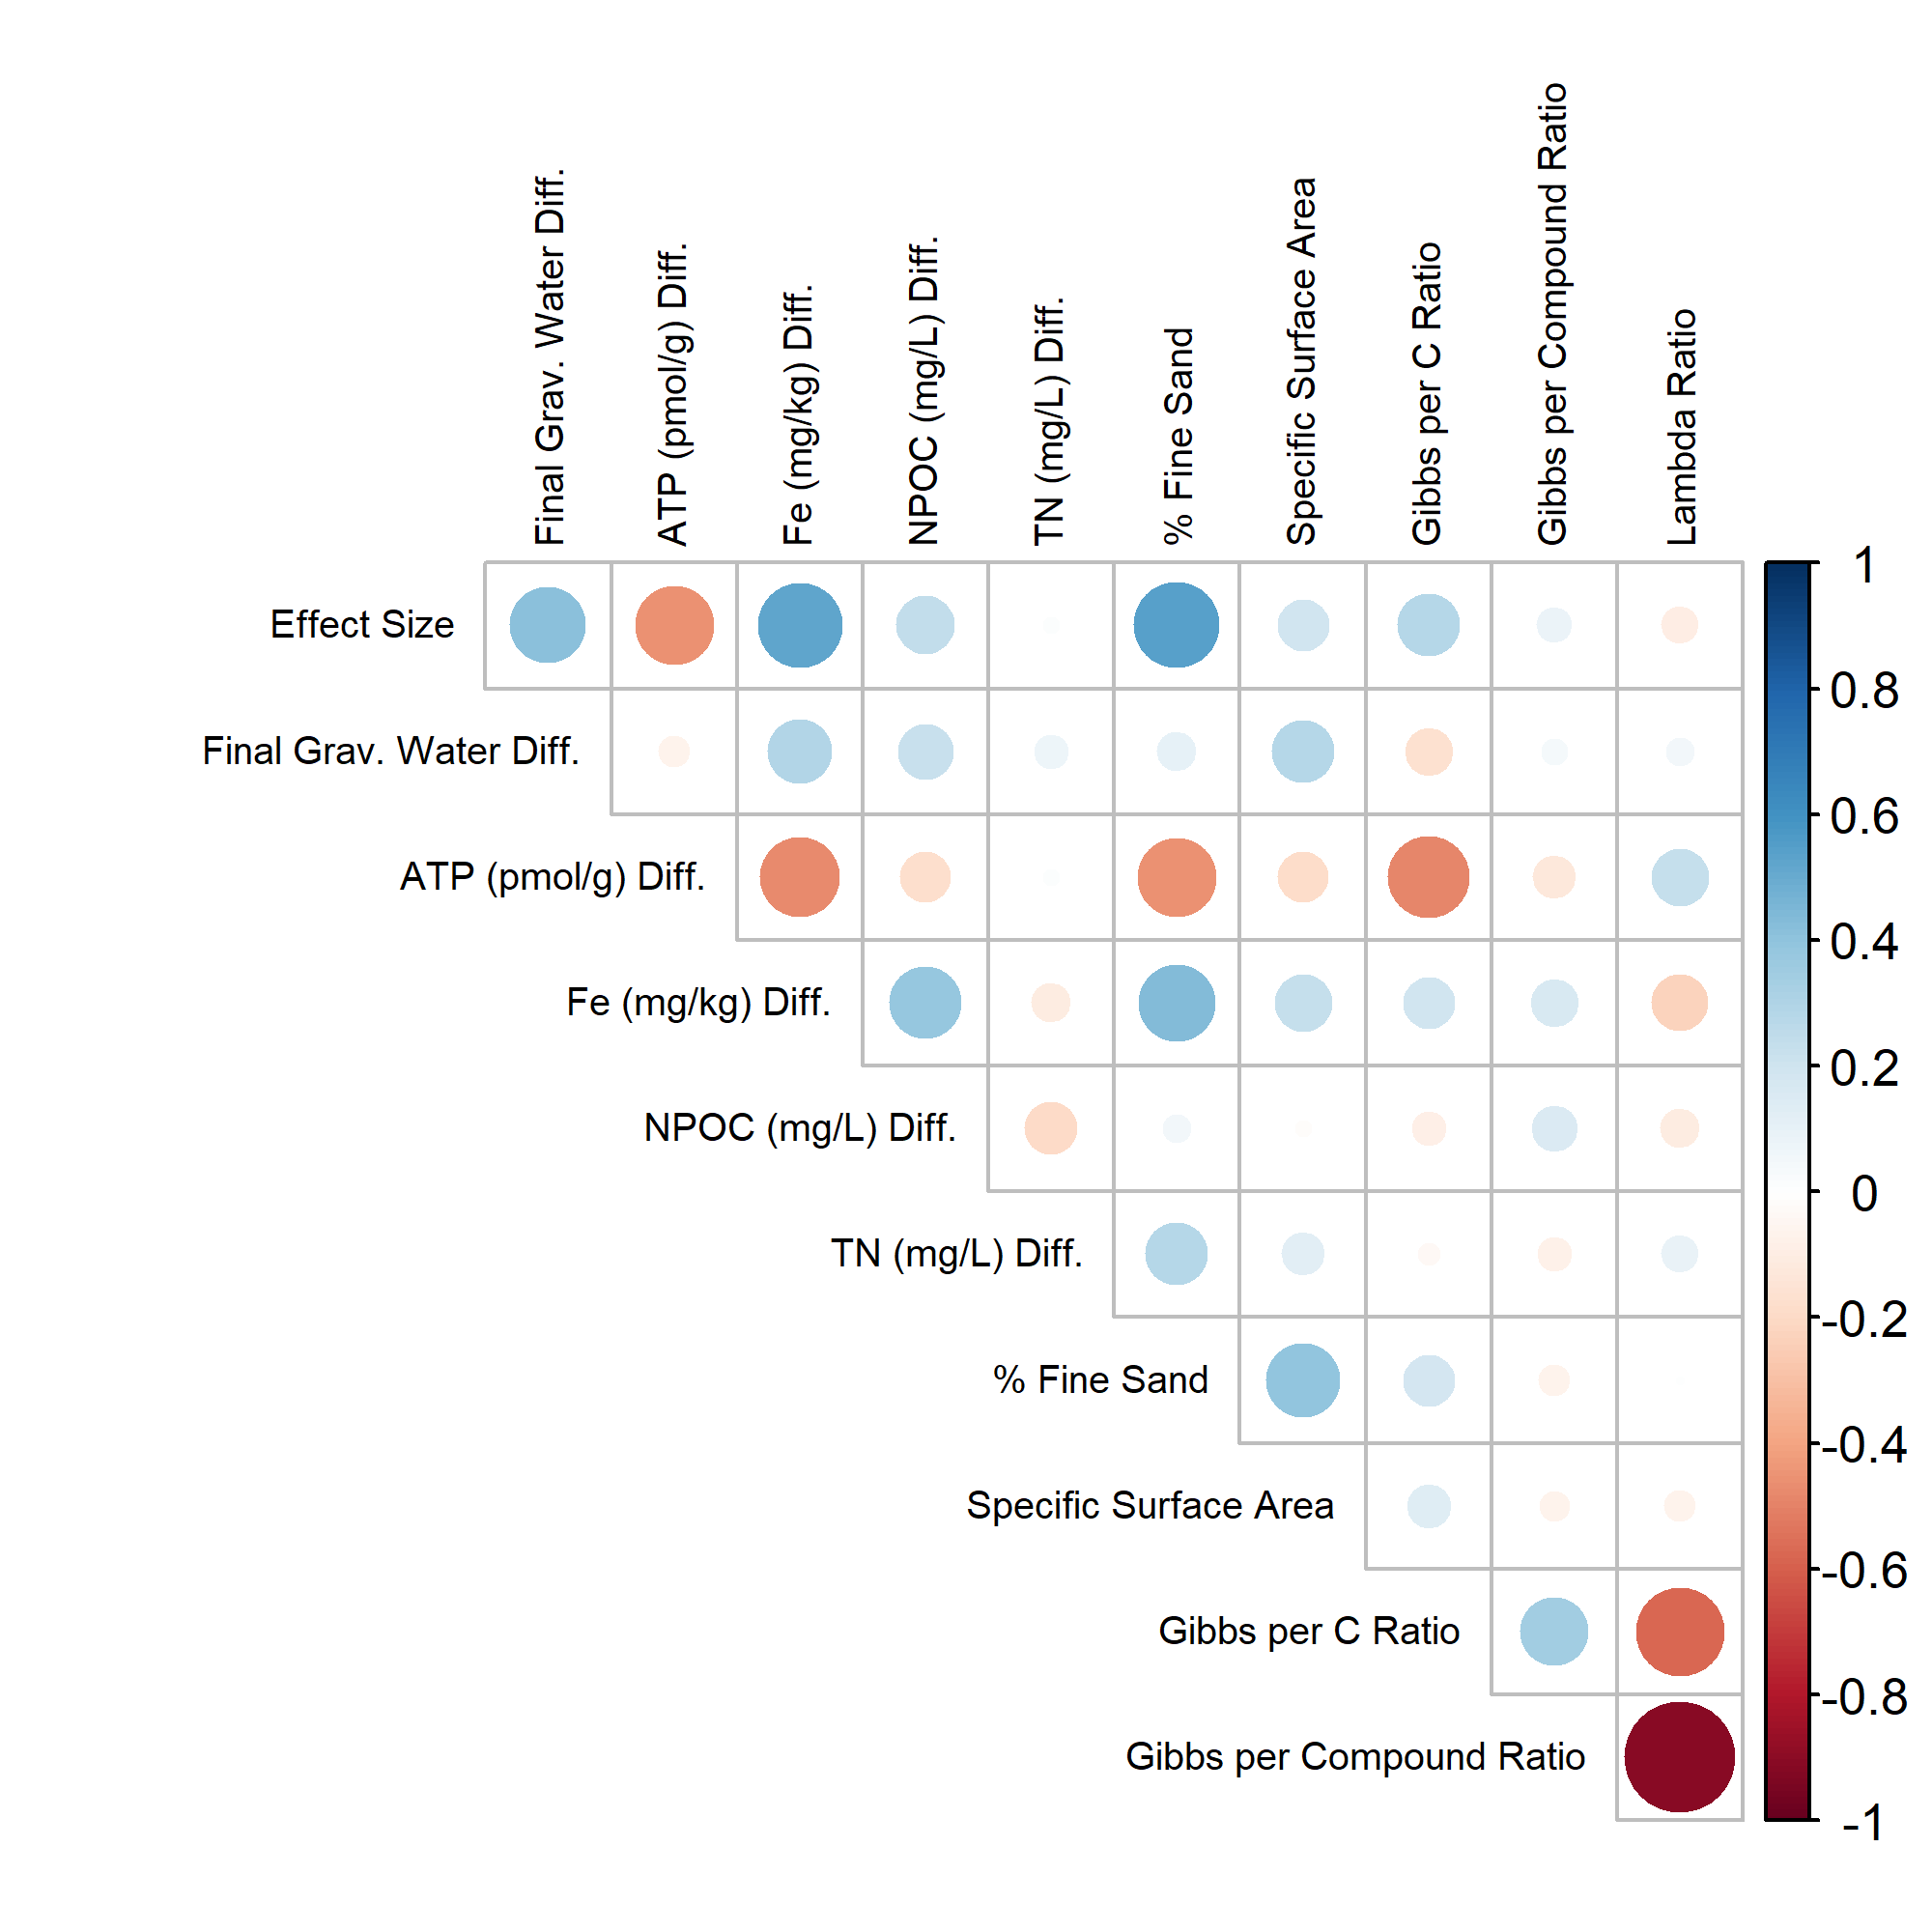 Final Grav. Water Diff.
ATP (pmol/g) Diff.
Fe (mg/kg) Diff.
NPOC (mg/L) Diff.
TN (mg/L) Diff.
% Fine Sand
Specific Surface Area
Gibbs per C Ratio
Gibbs per Compound Ratio
Lambda Ratio
Effect Size
Final Grav. Water Diff.
ATP (pmol/g) Diff.
Fe (mg/kg) Diff.
NPOC (mg/L) Diff.
TN (mg/L) Diff.
% Fine Sand
Specific Surface Area
Gibbs per C Ratio
Gibbs per Compound Ratio
1
0.8
0.6
0.4
0.2
0
-0.2
-0.4
-0.6
-0.8
-1